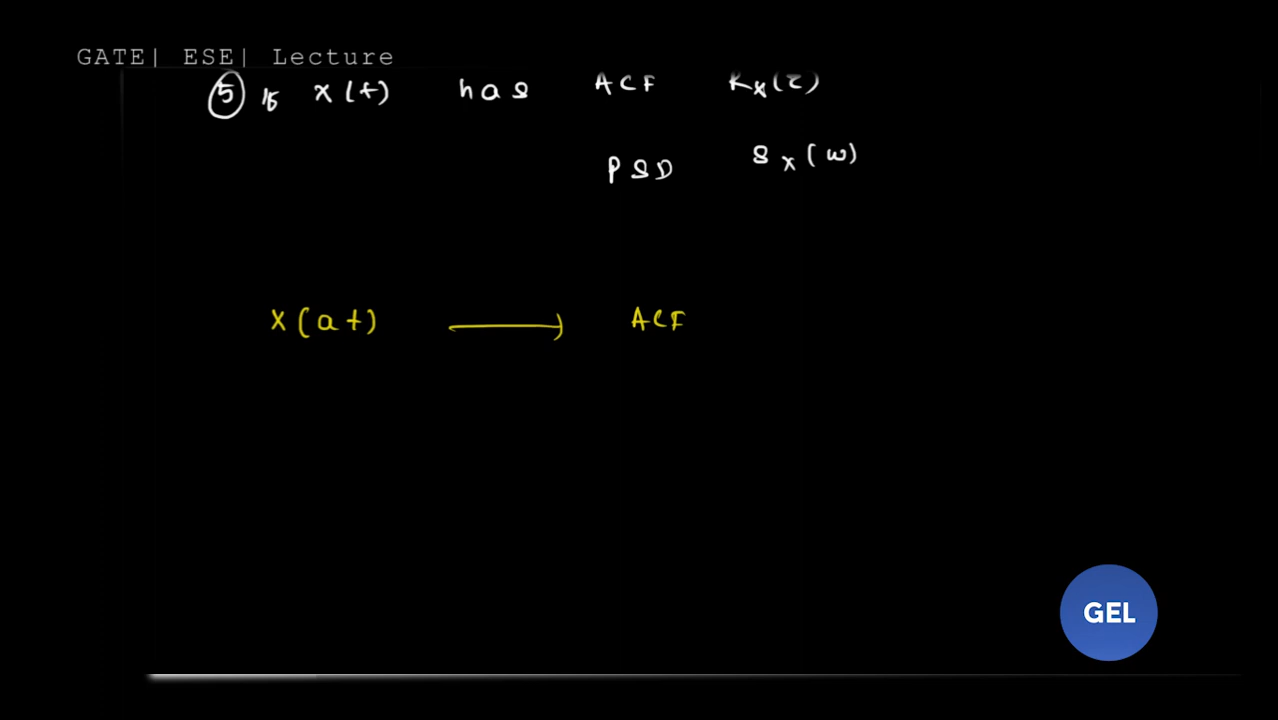 GATE| ESE| Lecture
5 if X(t) has ACF Rx(τ)
PSD Sx(ω)
X(at) ⟶ ACF
GEL